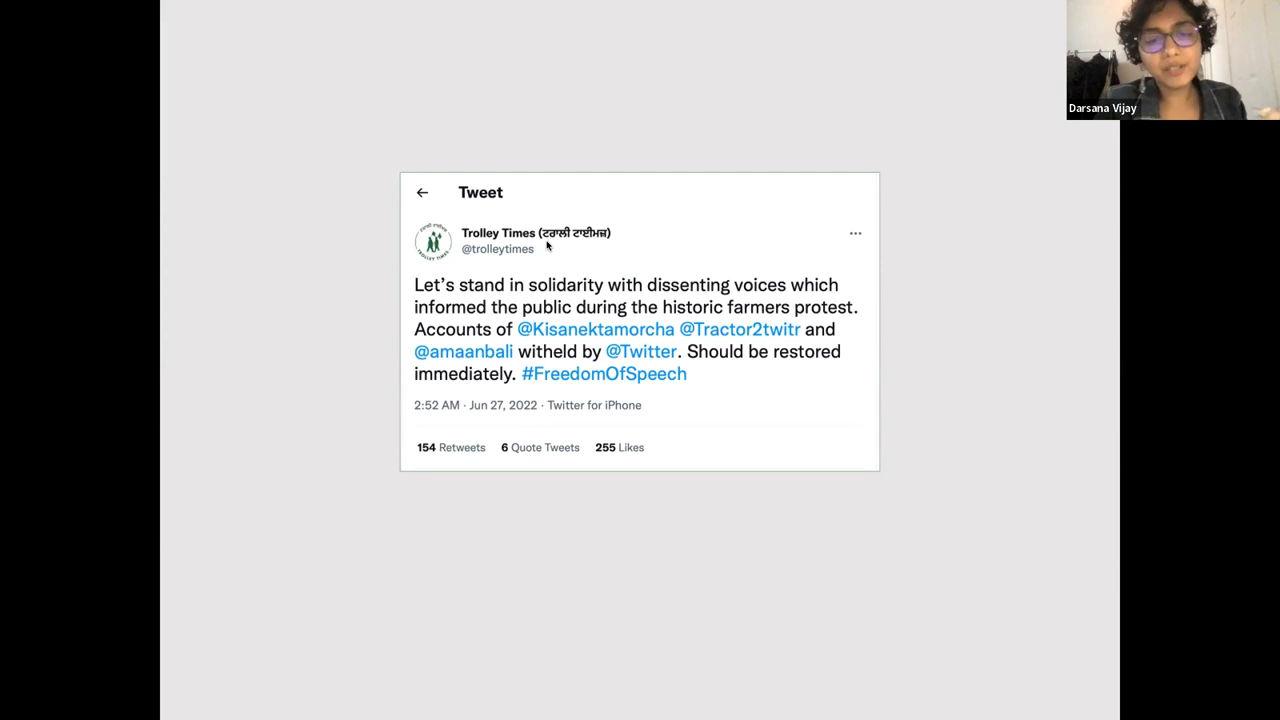 Darsana Vijay
Tweet
Trolley Times (ਟਰਾਲੀ ਟਾਈਮਜ਼)
@trolleytimes
Let’s stand in solidarity with dissenting voices which
informed the public during the historic farmers protest.
Accounts of @Kisanektamorcha @Tractor2twitr and
@amaanbali witheld by @Twitter. Should be restored
immediately. #FreedomOfSpeech
2:52 AM · Jun 27, 2022 · Twitter for iPhone
154 Retweets 6 Quote Tweets 255 Likes